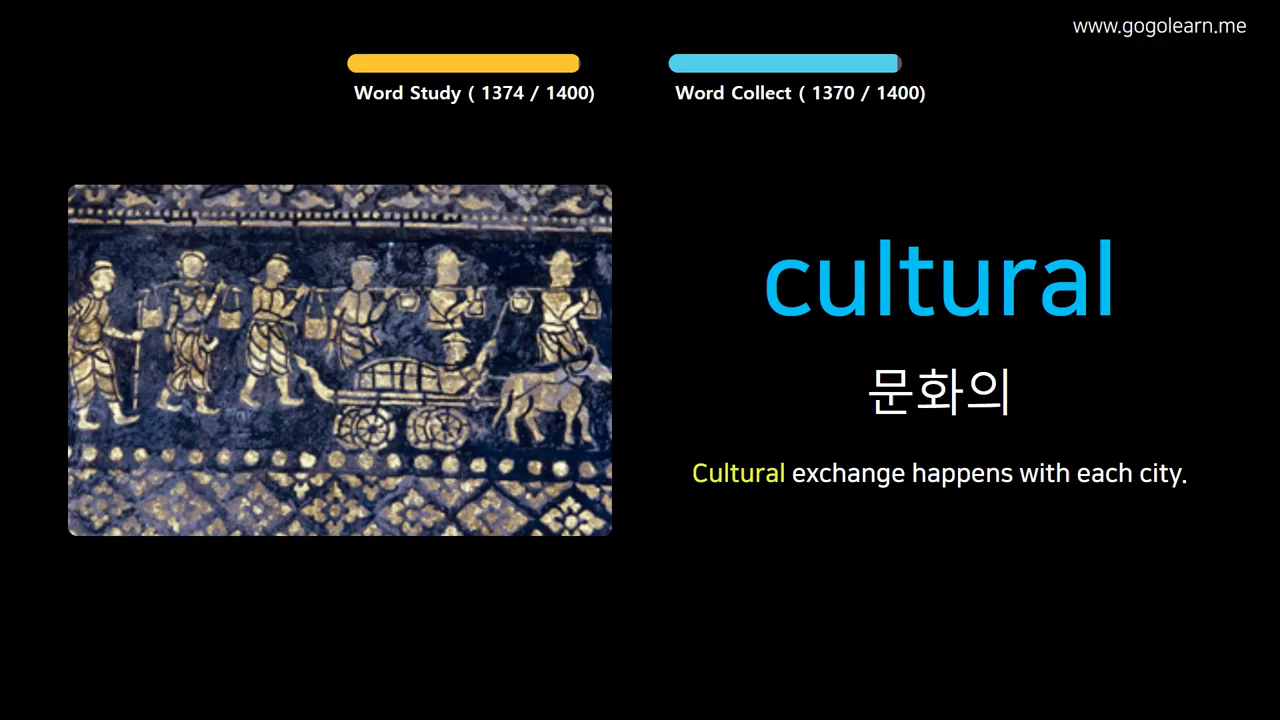 www.gogolearn.me
Word Study ( 1374 / 1400)
Word Collect ( 1370 / 1400)
cultural
문화의
Cultural exchange happens with each city.